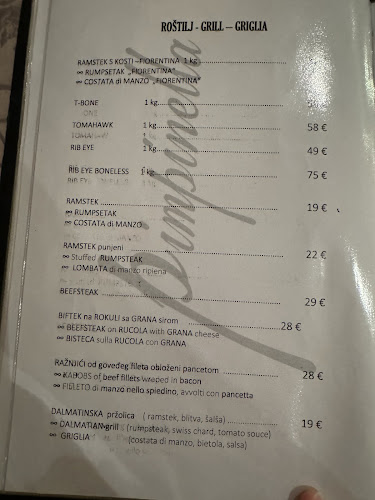 ROŠTILJ - GRILL – GRIGLIA
RAMSTEK S KOSTI –FIORENTINA 1 kg
∞ RUMPSETAK „FIORENTINA“
∞ COSTATA di MANZO „FIORENTINA“
T-BONE 1 kg
TOMAHAWK 1 kg 58 €
RIB EYE 1 kg 49 €
RIB EYE BONELESS 1 kg 75 €
RAMSTEK 19 €
∞ RUMPSETAK
∞ COSTATA di MANZO
RAMSTEK punjeni 22 €
∞ Stuffed RUMPSTEAK
∞ LOMBATA di manzo ripiena
BEEFSTEAK 29 €
BIFTEK na ROKULI sa GRANA sirom 28 €
∞ BEEFSTEAK on RUCOLA with GRANA cheese
∞ BISTECA sulla RUCOLA con GRANA
RAŽNJIĆI od goveđeg fileta obloženi pancetom 28 €
∞ KABOBS of beef fillets wreped in bacon
∞ FILETO di manzo nello spiedino, avvolti con pancetta
DALMATINSKA pržolica ( ramstek, blitva, šalša) 19 €
∞ DALMATIAN grill (rumpsteak, swiss chard, tomato souce)
∞ GRIGLIA (costata di manzo, bietola, salsa)